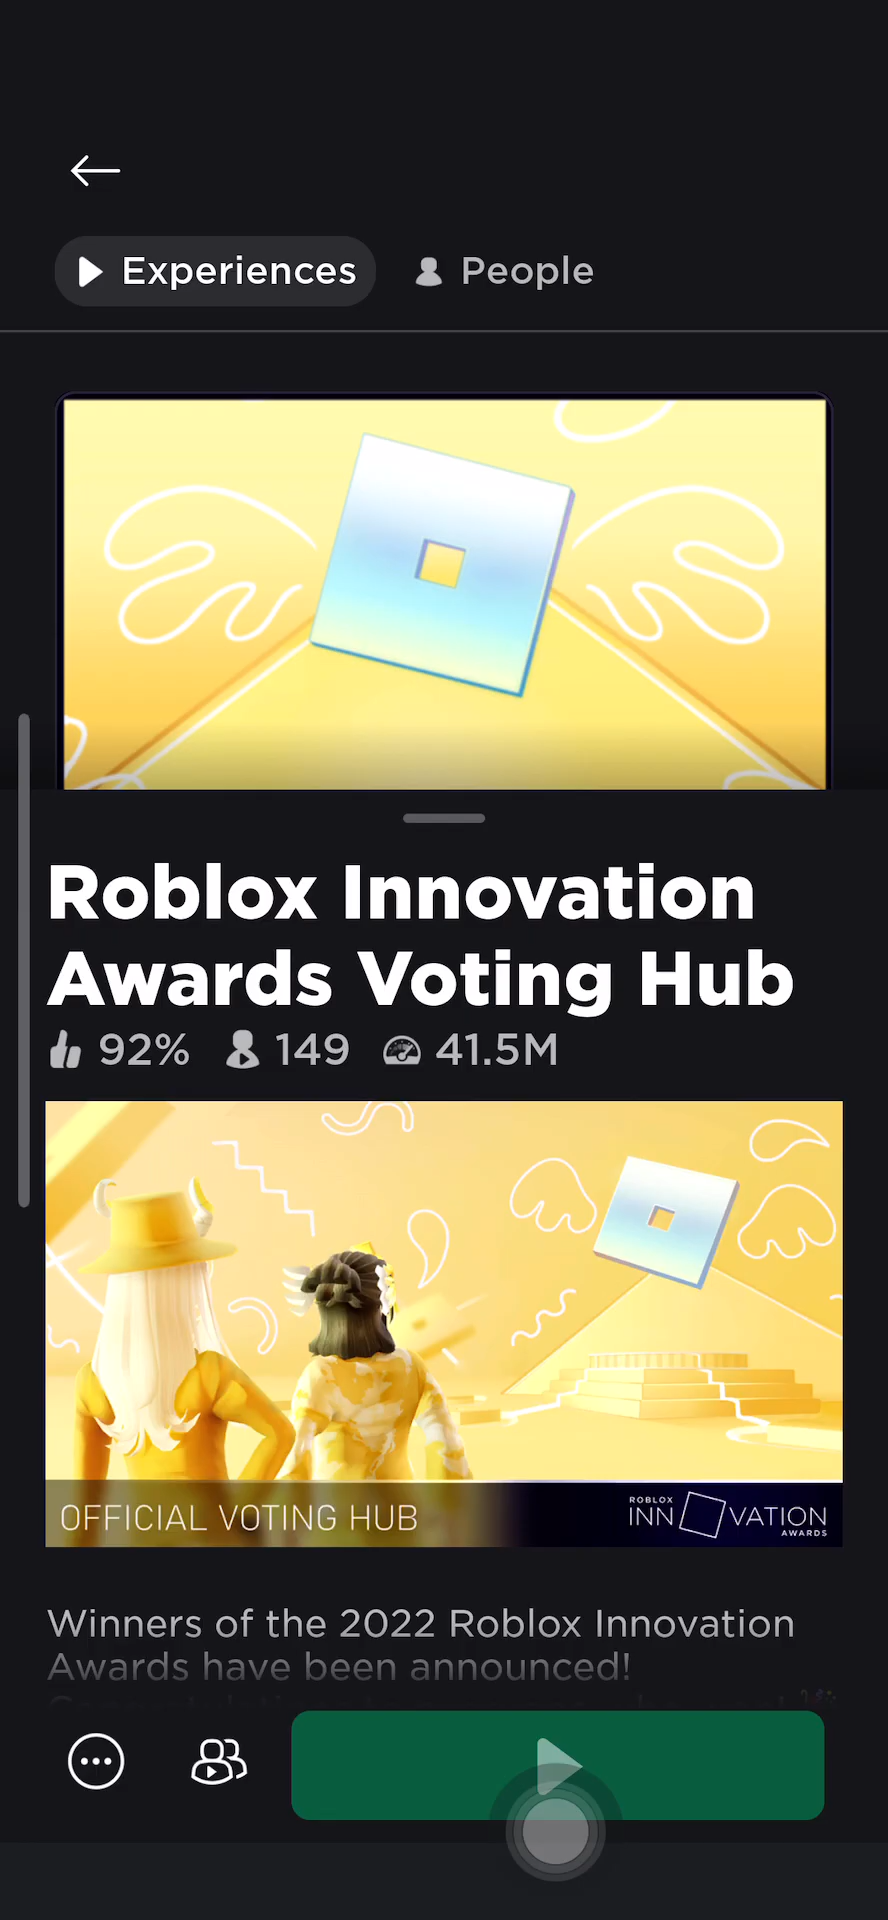 Experiences People
Roblox Innovation
Awards Voting Hub
92% 149 41.5M
OFFICIAL VOTING HUB
ROBLOX
INN VATION
AWARDS
Winners of the 2022 Roblox Innovation
Awards have been announced!